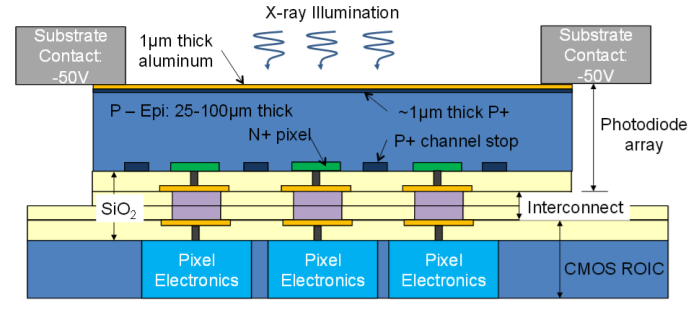 X-ray Illumination
Substrate
Contact:
-50V
1µm thick
aluminum
Substrate
Contact:
-50V
P – Epi: 25-100µm thick
~1µm thick P+
N+ pixel
P+ channel stop
Photodiode
array
SiO2
Interconnect
Pixel
Electronics
Pixel
Electronics
Pixel
Electronics
CMOS ROIC